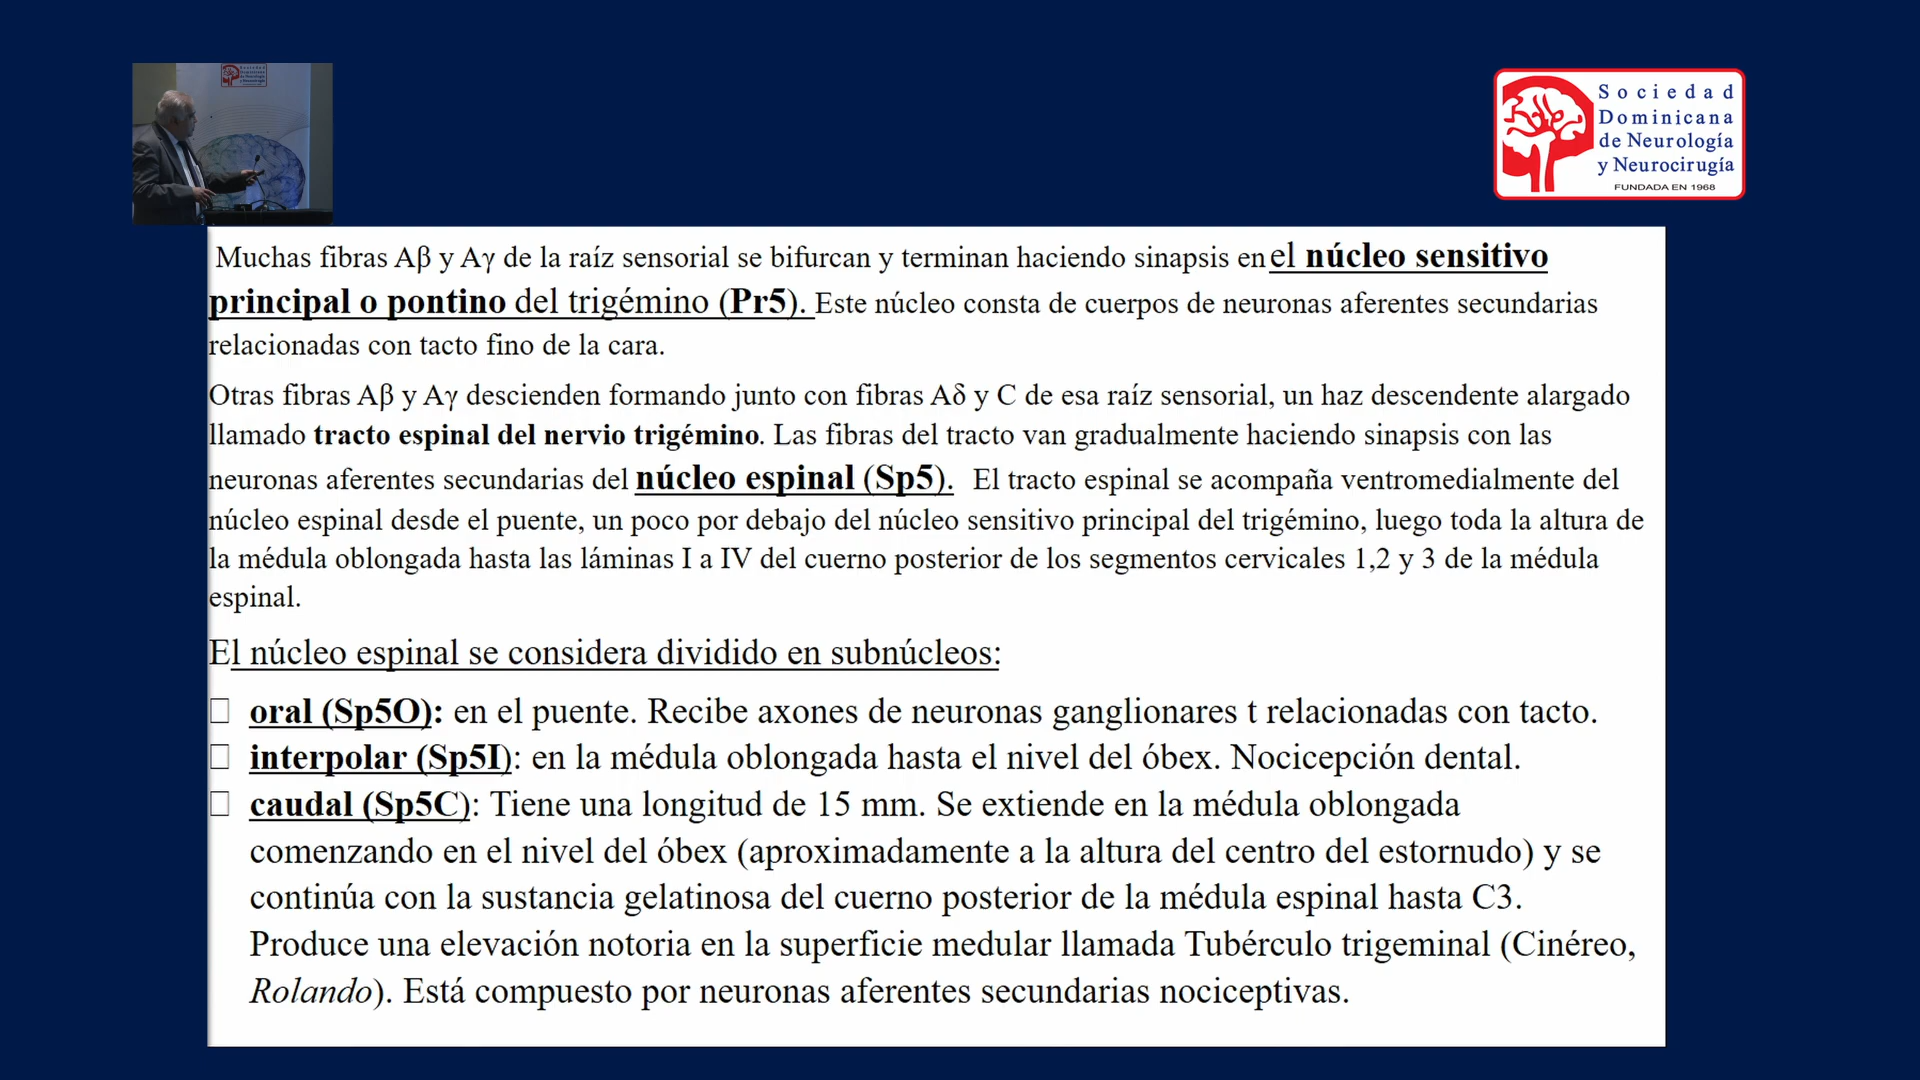 Sociedad
Dominicana
de Neurología
y Neurocirugía
FUNDADA EN 1968
Muchas fibras Aβ y Aγ de la raíz sensorial se bifurcan y terminan haciendo sinapsis en el núcleo sensitivo
principal o pontino del trigémino (Pr5). Este núcleo consta de cuerpos de neuronas aferentes secundarias
relacionadas con tacto fino de la cara.
Otras fibras Aβ y Aγ descienden formando junto con fibras Aδ y C de esa raíz sensorial, un haz descendente alargado
llamado tracto espinal del nervio trigémino. Las fibras del tracto van gradualmente haciendo sinapsis con las
neuronas aferentes secundarias del núcleo espinal (Sp5). El tracto espinal se acompaña ventromedialmente del
núcleo espinal desde el puente, un poco por debajo del núcleo sensitivo principal del trigémino, luego toda la altura de
la médula oblongada hasta las láminas I a IV del cuerno posterior de los segmentos cervicales 1,2 y 3 de la médula
espinal.
El núcleo espinal se considera dividido en subnúcleos:
□ oral (Sp5O): en el puente. Recibe axones de neuronas ganglionares t relacionadas con tacto.
□ interpolar (Sp5I): en la médula oblongada hasta el nivel del óbex. Nocicepción dental.
□ caudal (Sp5C): Tiene una longitud de 15 mm. Se extiende en la médula oblongada
comenzando en el nivel del óbex (aproximadamente a la altura del centro del estornudo) y se
continúa con la sustancia gelatinosa del cuerno posterior de la médula espinal hasta C3.
Produce una elevación notoria en la superficie medular llamada Tubérculo trigeminal (Cinéreo,
Rolando). Está compuesto por neuronas aferentes secundarias nociceptivas.